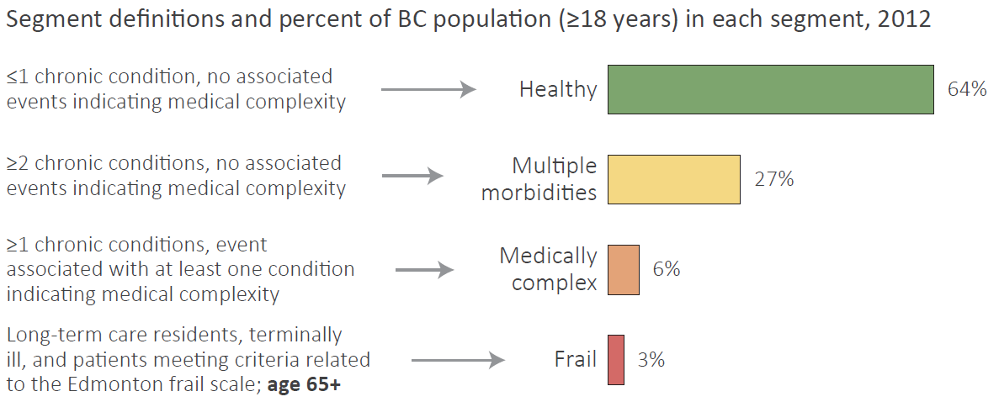 Segment definitions and percent of BC population (≥18 years) in each segment, 2012
≤1 chronic condition, no associated
events indicating medical complexity
Healthy
64%
≥2 chronic conditions, no associated
events indicating medical complexity
Multiple
morbidities
27%
≥1 chronic conditions, event
associated with at least one condition
indicating medical complexity
Medically
complex
6%
Long-term care residents, terminally
ill, and patients meeting criteria related
to the Edmonton frail scale; age 65+
Frail
3%